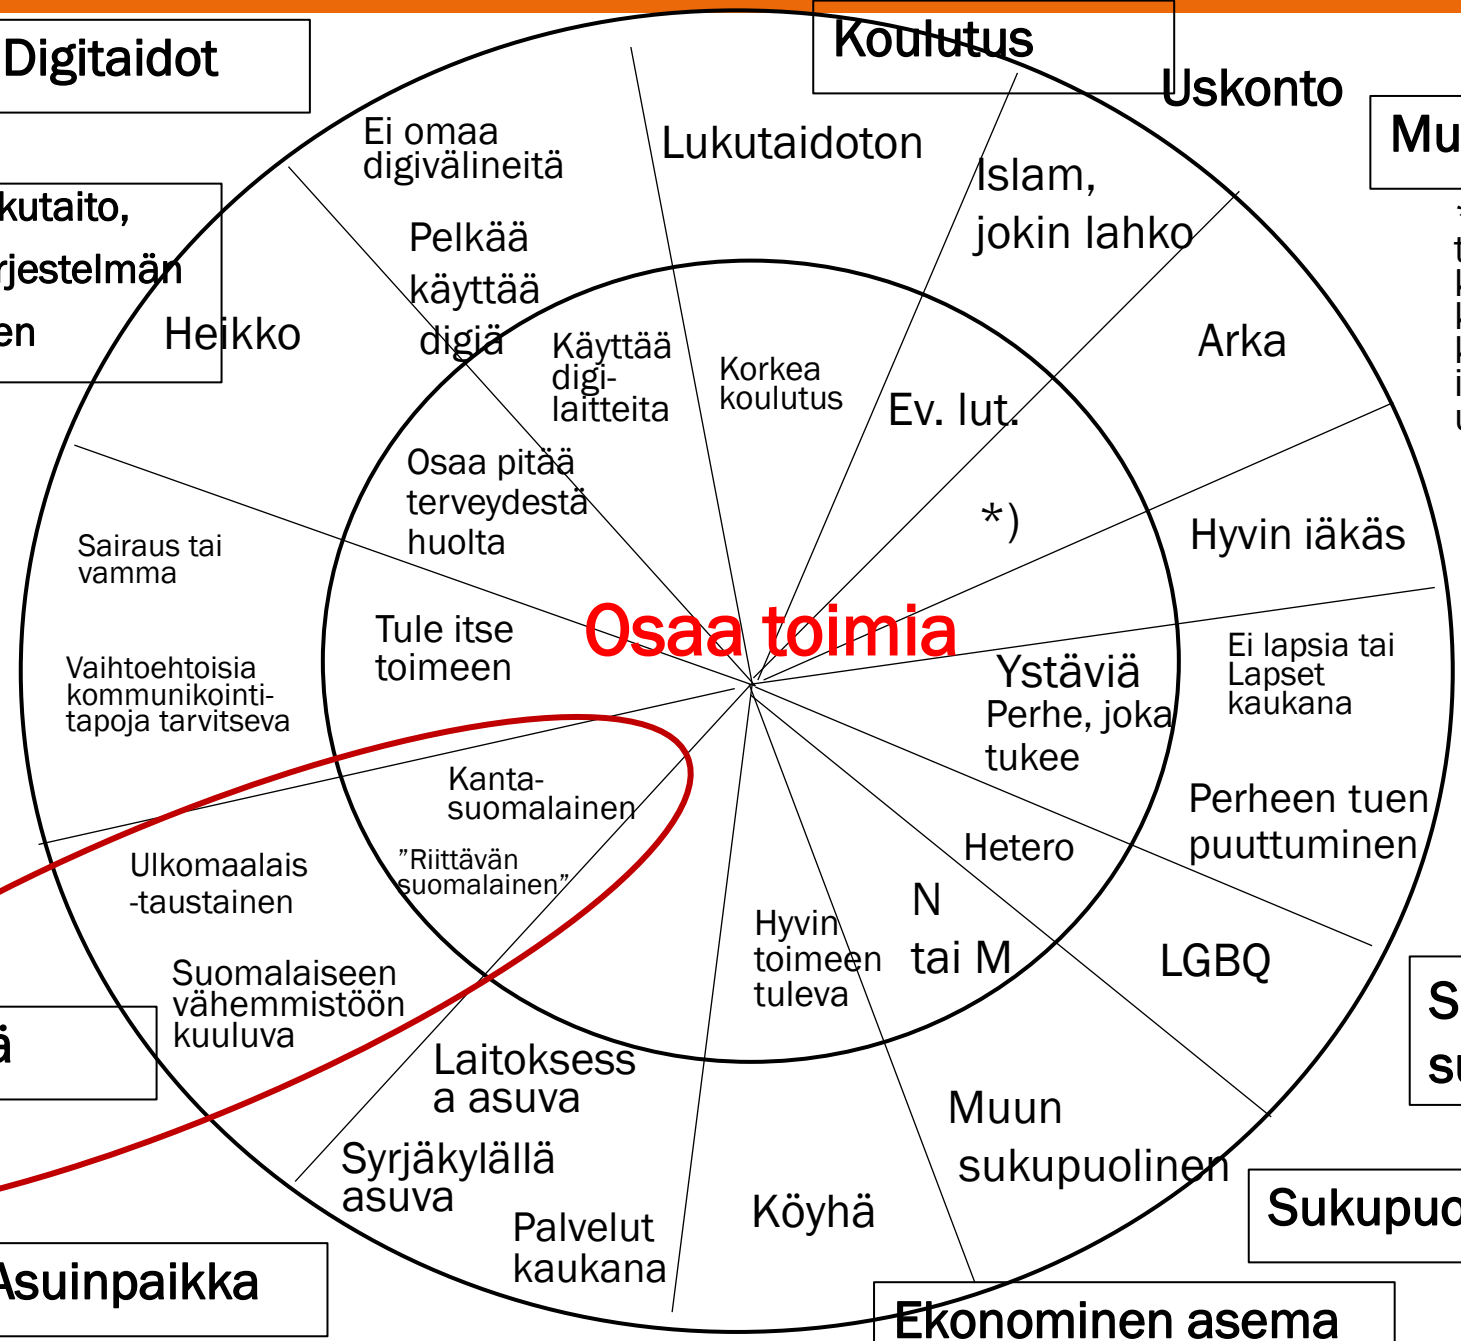 Digitaidot
Koulutus
Uskonto
Mu
kutaito,
rjestelmän
en
Ei omaa
digivälineitä
Pelkää
käyttää
digiä
Lukutaidoton
Islam,
jokin lahko
Heikko
Arka
Käyttää
digi-
laitteita
Korkea
koulutus
Ev. lut.
Osaa pitää
terveydestä
huolta
*)
Hyvin iäkäs
Sairaus tai
vamma
Vaihtoehtoisia
kommunikointi-
tapoja tarvitseva
Tule itse
toimeen
Osaa toimia
Ystäviä
Perhe, joka
tukee
Ei lapsia tai
Lapset
kaukana
Perheen tuen
puuttuminen
Kanta-
suomalainen
”Riittävän
suomalainen”
Hetero
N
tai M
Hyvin
toimeen
tuleva
LGBQ
Ulkomaalais
-taustainen
Suomalaiseen
vähemmistöön
kuuluva
ä
S
su
Laitoksess
a asuva
Syrjäkylällä
asuva
Palvelut
kaukana
Köyhä
Muun
sukupuolinen
Sukupuo
Asuinpaikka
Ekonominen asema